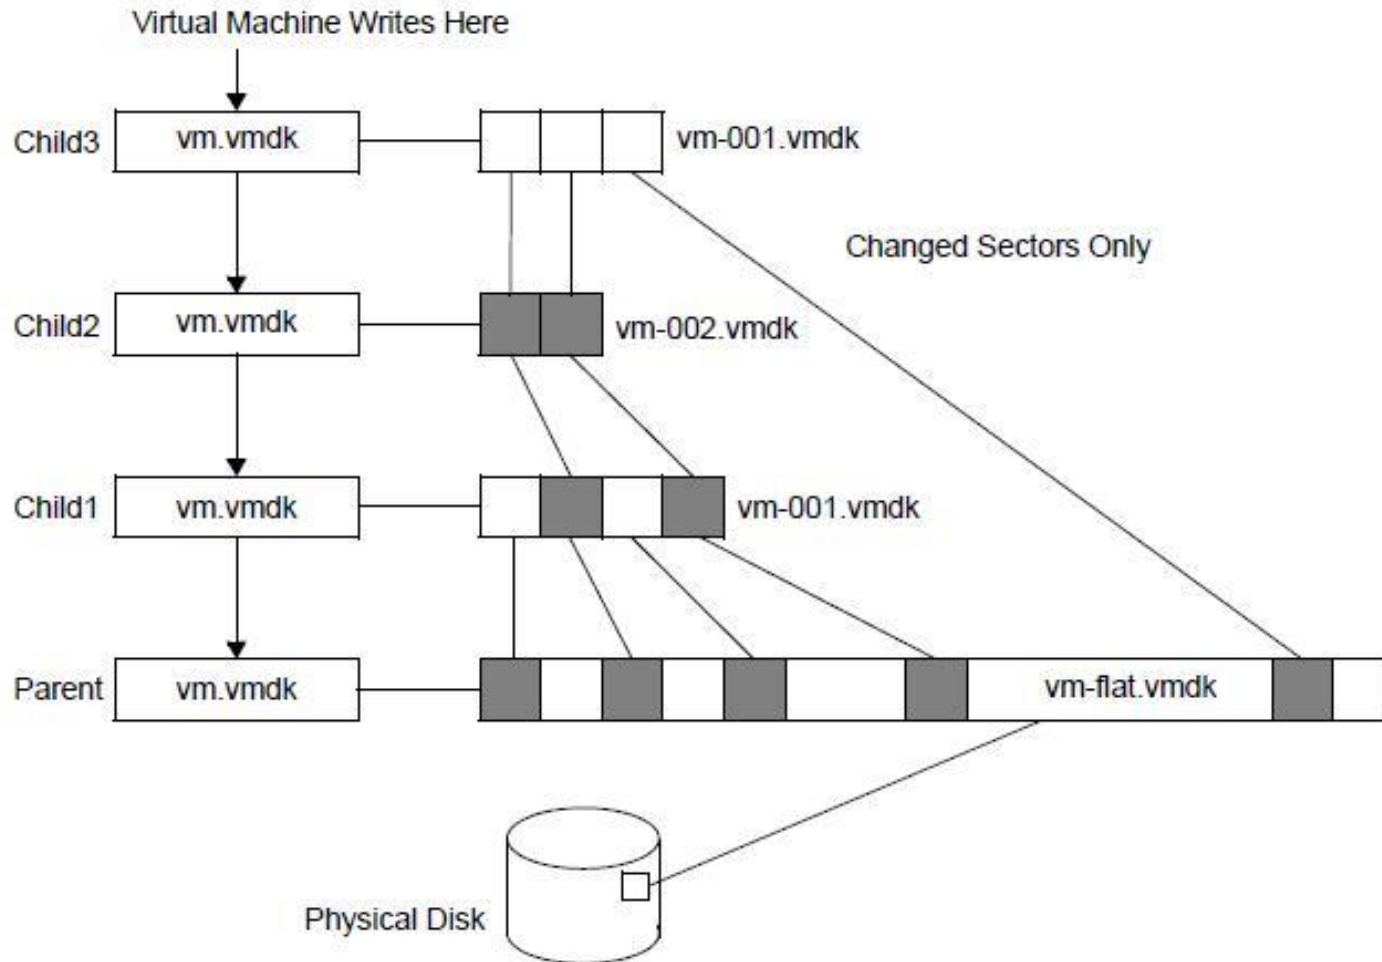 Virtual Machine Writes Here
Child3 vm.vmdk vm-001.vmdk
Changed Sectors Only
Child2 vm.vmdk vm-002.vmdk
Child1 vm.vmdk vm-001.vmdk
Parent vm.vmdk vm-flat.vmdk
Physical Disk